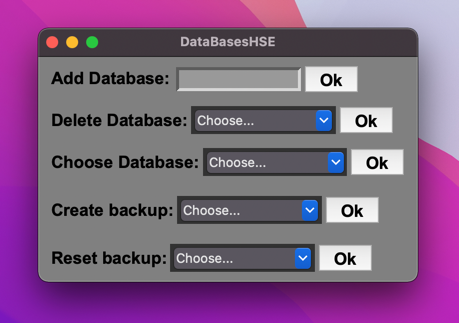 DataBasesHSE
Add Database: Ok
Delete Database: Choose... Ok
Choose Database: Choose... Ok
Create backup: Choose... Ok
Reset backup: Choose... Ok